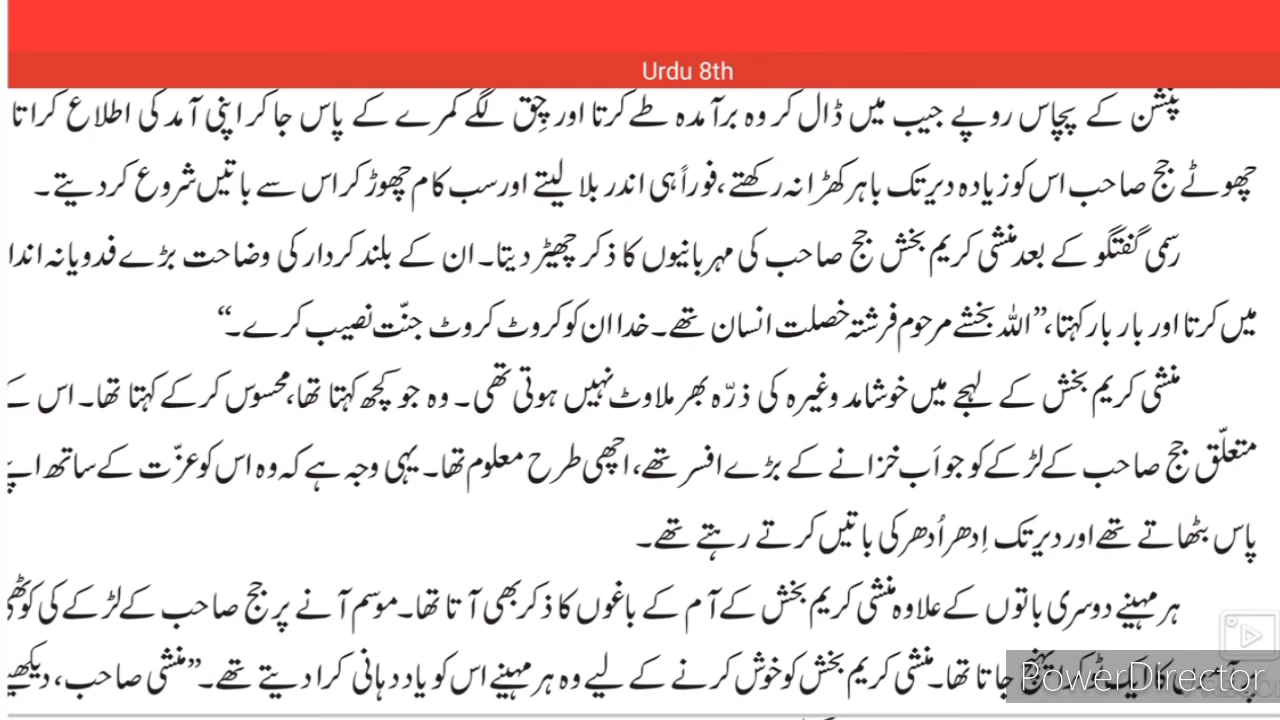 Urdu 8th
پنشن کے پچاس روپے جیب میں ڈال کر وہ برآمدہ طے کرتا اور چِق لگے کمرے کے پاس جا کر اپنی آمد کی اطلاع کراتا
چھوٹے جج صاحب اس کو زیادہ دیر تک باہر کھڑا نہ رکھتے، فوراً ہی اندر بلا لیتے اور سب کام چھوڑ کر اس سے باتیں شروع کر دیتے۔
رسمی گفتگو کے بعد منشی کریم بخش جج صاحب کی مہربانیوں کا ذکر چھیڑ دیتا۔ ان کے بلند کردار کی وضاحت بڑے فدویانہ اندا
میں کرتا اور بار بار کہتا، ”اللہ بخشے مرحوم فرشتہ خصلت انسان تھے۔ خدا ان کو کروٹ کروٹ جنّت نصیب کرے۔“
منشی کریم بخش کے لہجے میں خوشامد وغیرہ کی ذرّہ بھر ملاوٹ نہیں ہوتی تھی۔ وہ جو کچھ کہتا تھا، محسوس کر کے کہتا تھا۔ اس کے
متعلّق جج صاحب کے لڑکے کو جو اَب خزانے کے بڑے افسر تھے، اچھی طرح معلوم تھا۔ یہی وجہ ہے کہ وہ اس کو عزّت کے ساتھ اپ
پاس بٹھاتے تھے اور دیر تک اِدھر اُدھر کی باتیں کرتے رہتے تھے۔
ہر مہینے دوسری باتوں کے علاوہ منشی کریم بخش کے آم کے باغوں کا ذکر بھی آتا تھا۔ موسم آنے پر جج صاحب کے لڑکے کی کوٹھی
کا ایک جاتا تھا۔ منشی کریم بخش کو خوش کرنے کے لیے وہ ہر مہینے اس کو یاد دہانی کرا دیتے تھے۔ ”منشی صاحب، دیکھیے
PowerDirector